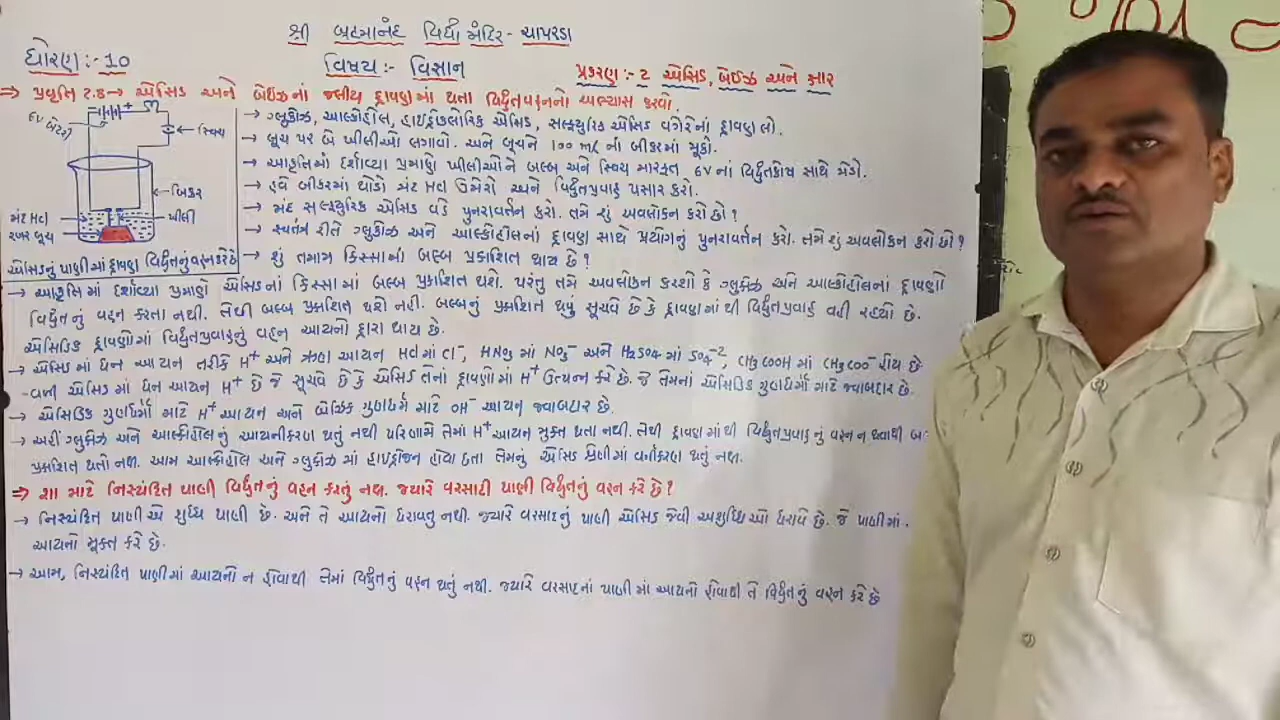 શ્રી બ્રહ્માનંદ વિદ્યા મંદિર - ચાપરડા
ધોરણ :- 10
વિષય :- વિજ્ઞાન
પ્રકરણ :- 2 એસિડ, બેઈઝ અને ક્ષાર
⇒ પ્રવૃતિ 2.8 → એસિડ અને બેઇઝનાં જલીય દ્રાવણમાં થતા વિદ્યુતવહનનો અભ્યાસ કરવો.
6V બેટરી
સ્વિચ
બિકર
મંદ Hcl
ખીલી
રબર બૂચ
એસિડનું પાણીમાં દ્રાવણ વિદ્યુતનું વહન કરે છે
→ ગ્લુકોઝ, આલ્કોહોલ, હાઇડ્રોક્લોરિક એસિડ, સલ્ફ્યુરિક એસિડ વગેરેનાં દ્રાવણ લો.
→ બૂચ પર બે ખીલીઓ લગાવો. અને બૂચને 100 mL ના બીકરમાં મૂકો.
→ આકૃતિમાં દર્શાવ્યા પ્રમાણે ખીલીઓને બલ્બ અને સ્વિચ મારફત 6V નાં વિદ્યુતકોષ સાથે જોડો.
→ હવે બીકરમાં થોડો મંદ Hcl ઉમેરો અને વિદ્યુતપ્રવાહ પસાર કરો.
→ મંદ સલ્ફ્યુરિક એસિડ વડે પુનરાવર્તન કરો. તમે શું અવલોકન કરો છો?
→ સ્વતંત્ર રીતે ગ્લુકોઝ અને આલ્કોહોલનાં દ્રાવણ સાથે પ્રયોગનું પુનરાવર્તન કરો. તમે શું અવલોકન કરો છો?
→ શું તમામ કિસ્સામાં બલ્બ પ્રકાશિત થાય છે?
→ આકૃતિમાં દર્શાવ્યા પ્રમાણે એસિડનાં કિસ્સામાં બલ્બ પ્રકાશિત થશે. પરંતુ તમે અવલોકન કરશો કે ગ્લુકોઝ અને આલ્કોહોલનાં દ્રાવણો
વિદ્યુતનું વહન કરતા નથી. તેથી બલ્બ પ્રકાશિત થશે નહીં. બલ્બનું પ્રકાશિત થવું સૂચવે છે કે દ્રાવણમાંથી વિદ્યુતપ્રવાહ વહી રહ્યો છે.
એસિડિક દ્રાવણોમાં વિદ્યુતપ્રવાહનું વહન આયનો દ્વારા થાય છે.
→ એસિડમાં ધન આયન તરીકે H⁺ અને ઋણ આયન Hcl માં Cl⁻, HNO₃ માં NO₃⁻ અને H₂SO₄ માં SO₄⁻², CH₃COOH માં CH₃COO⁻ હોય છે
- વળી એસિડમાં ધન આયન H⁺ છે જે સૂચવે છે કે એસિડ તેનાં દ્રાવણોમાં H⁺ ઉત્પન્ન કરે છે. જે તેમનાં એસિડિક ગુણધર્મો માટે જવાબદાર છે.
→ એસિડિક ગુણધર્મો માટે H⁺ આયન અને બેઝિક ગુણધર્મ માટે OH⁻ આયન જવાબદાર છે.
→ અહીં ગ્લુકોઝ અને આલ્કોહોલનું આયનીકરણ થતું નથી પરિણામે તેમાં H⁺ આયન મુક્ત થતા નથી. તેથી દ્રાવણમાંથી વિદ્યુતપ્રવાહનું વહન ન થવાથી
પ્રકાશિત થતો નથી. આમ આલ્કોહોલ અને ગ્લુકોઝમાં હાઇડ્રોજન હોવા છતા તેમનું એસિડ શ્રેણીમાં વર્ગીકરણ થતું નથી.
⇒ શા માટે નિસ્યંદિત પાણી વિદ્યુતનું વહન કરતું નથી. જ્યારે વરસાદી પાણી વિદ્યુતનું વહન કરે છે?
→ નિસ્યંદિત પાણી એ શુદ્ધ પાણી છે. અને તે આયનો ધરાવતુ નથી. જ્યારે વરસાદનું પાણી એસિડ જેવી અશુદ્ધિઓ ધરાવે છે. જે પાણીમાં.
આયનો મૂક્ત કરે છે.
→ આમ, નિસ્યંદિત પાણીમાં આયનો ન હોવાથી તેમાં વિદ્યુતનું વહન થતું નથી. જ્યારે વરસાદનાં પાણીમાં આયનો હોવાથી તે વિદ્યુતનું વહન કરે છે